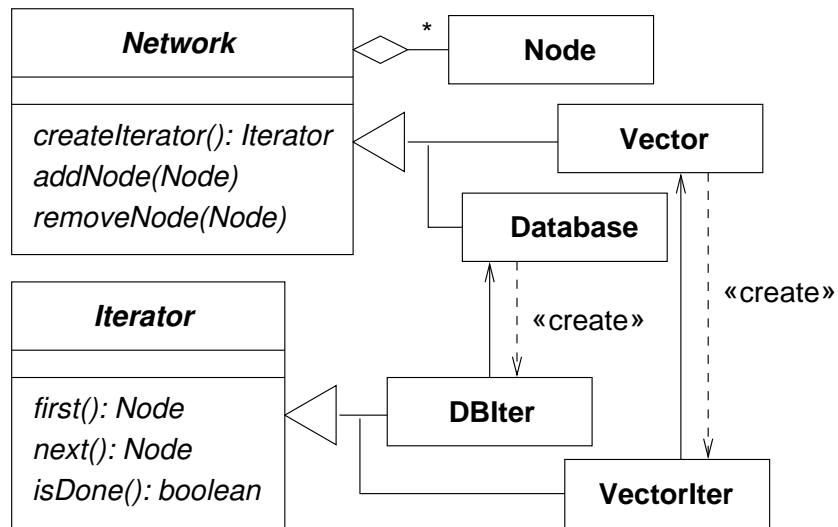 Network
*
Node
createIterator(): Iterator
addNode(Node)
removeNode(Node)
Vector
Database
«create»
«create»
Iterator
first(): Node
next(): Node
isDone(): boolean
DBIter
VectorIter